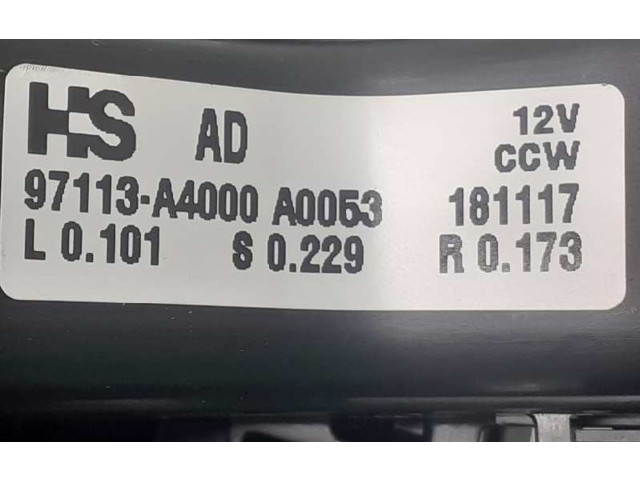 HS AD 12V
CCW
97113-A4000 A0053 181117
L 0.101 S 0.229 R 0.173